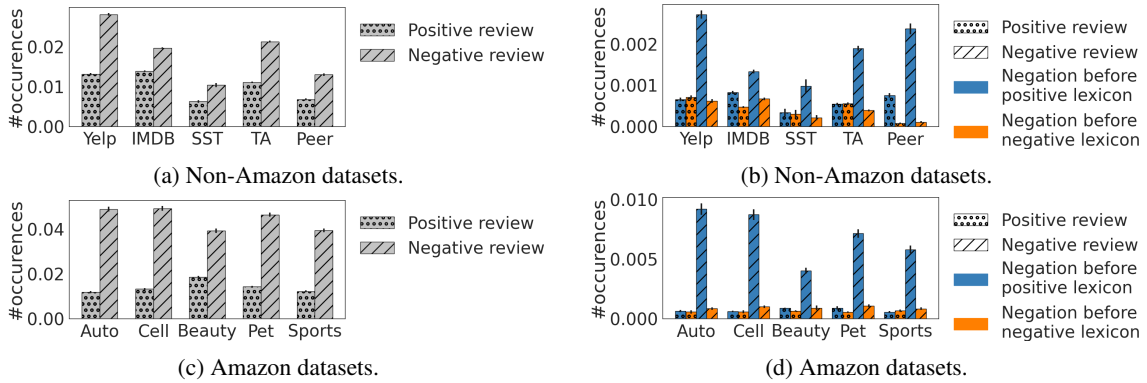 #occurences
0.02
0.01
0.00
Yelp IMDB SST TA Peer
Positive review
Negative review
(a) Non-Amazon datasets.
#occurences
0.002
0.001
0.000
Yelp IMDB SST TA Peer
Positive review
Negative review
Negation before
positive lexicon
Negation before
negative lexicon
(b) Non-Amazon datasets.
#occurences
0.04
0.02
0.00
Auto Cell Beauty Pet Sports
Positive review
Negative review
(c) Amazon datasets.
#occurences
0.010
0.005
0.000
Auto Cell Beauty Pet Sports
Positive review
Negative review
Negation before
positive lexicon
Negation before
negative lexicon
(d) Amazon datasets.